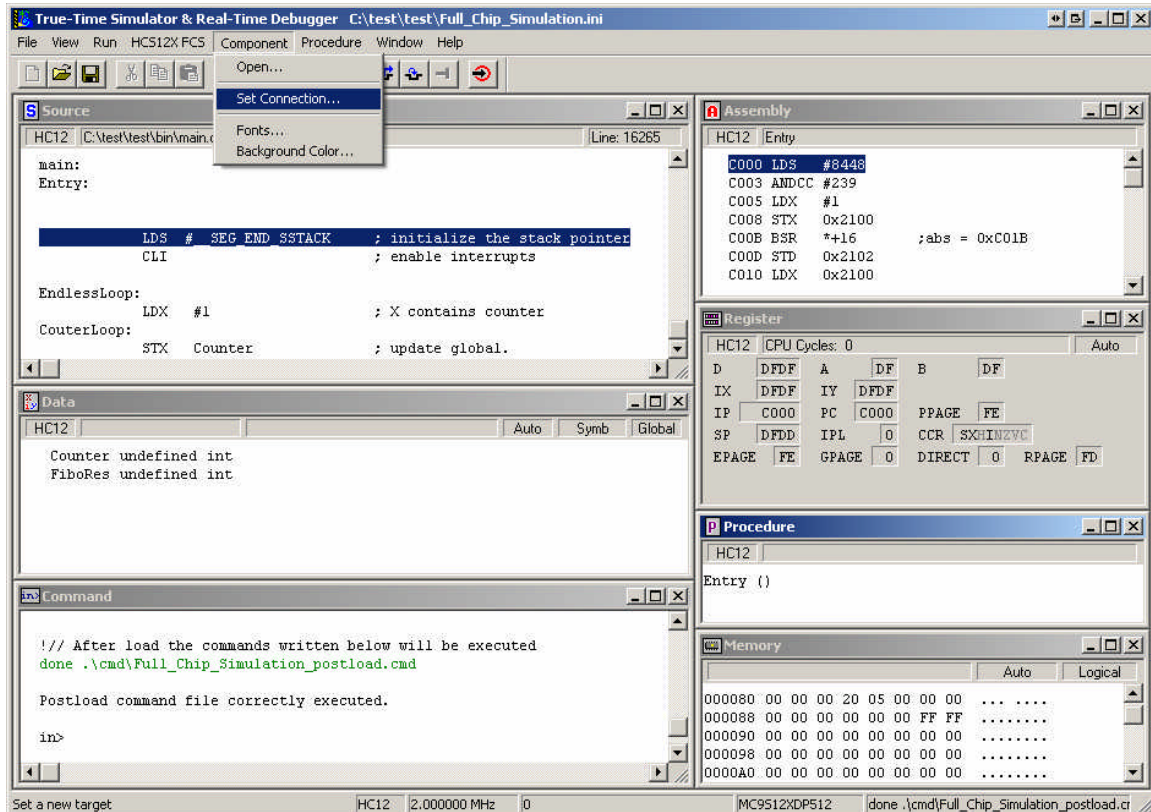 True-Time Simulator & Real-Time Debugger C:\test\test\Full_Chip_Simulation.ini
File View Run HCS12X FCS Component Procedure Window Help
Open...
Set Connection...
Fonts...
Background Color...
Source
HC12 C:\test\test\bin\main. Line: 16265
main:
Entry:
LDS #__SEG_END_SSTACK ; initialize the stack pointer
CLI ; enable interrupts
EndlessLoop:
LDX #1 ; X contains counter
CouterLoop:
STX Counter ; update global.
Assembly
HC12 Entry
C000 LDS #8448
C003 ANDCC #239
C005 LDX #1
C008 STX 0x2100
C00B BSR *+16 ;abs = 0xC01B
C00D STD 0x2102
C010 LDX 0x2100
Register
HC12 CPU Cycles: 0 Auto
D DFDF A DF B DF
IX DFDF IY DFDF
IP C000 PC C000 PPAGE FE
SP DFDD IPL 0 CCR SXHINZVC
EPAGE FE GPAGE 0 DIRECT 0 RPAGE FD
Data
HC12 Auto Symb Global
Counter undefined int
FiboRes undefined int
Procedure
HC12
Entry ()
Command
!// After load the commands written below will be executed
done .\cmd\Full_Chip_Simulation_postload.cmd
Postload command file correctly executed.
in>
Memory
Auto Logical
000080 00 00 00 20 05 00 00 00 ... ....
000088 00 00 00 00 00 00 FF FF ........
000090 00 00 00 00 00 00 00 00 ........
000098 00 00 00 00 00 00 00 00 ........
0000A0 00 00 00 00 00 00 00 00 ........
Set a new target HC12 2.000000 MHz 0 MC9S12XDP512 done .\cmd\Full_Chip_Simulation_postload.cr